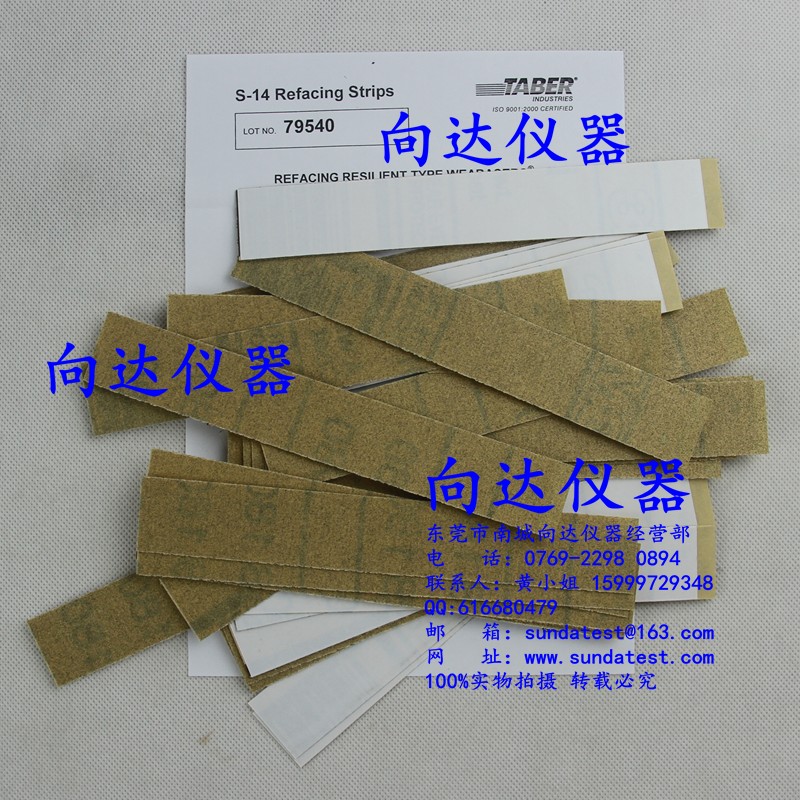 S-14 Refacing Strips
TABER®
INDUSTRIES
ISO 9001:2000 CERTIFIED
LOT NO. 79540
向达仪器
REFACING RESILIENT TYPE WEARASERS®
向达仪器
向达仪器
东莞市南城向达仪器经营部
电 话：0769-2298 0894
联系人：黄小姐 15999729348
QQ:616680479
邮 箱：sundatest@163.com
网 址：www.sundatest.com
100%实物拍摄 转载必究